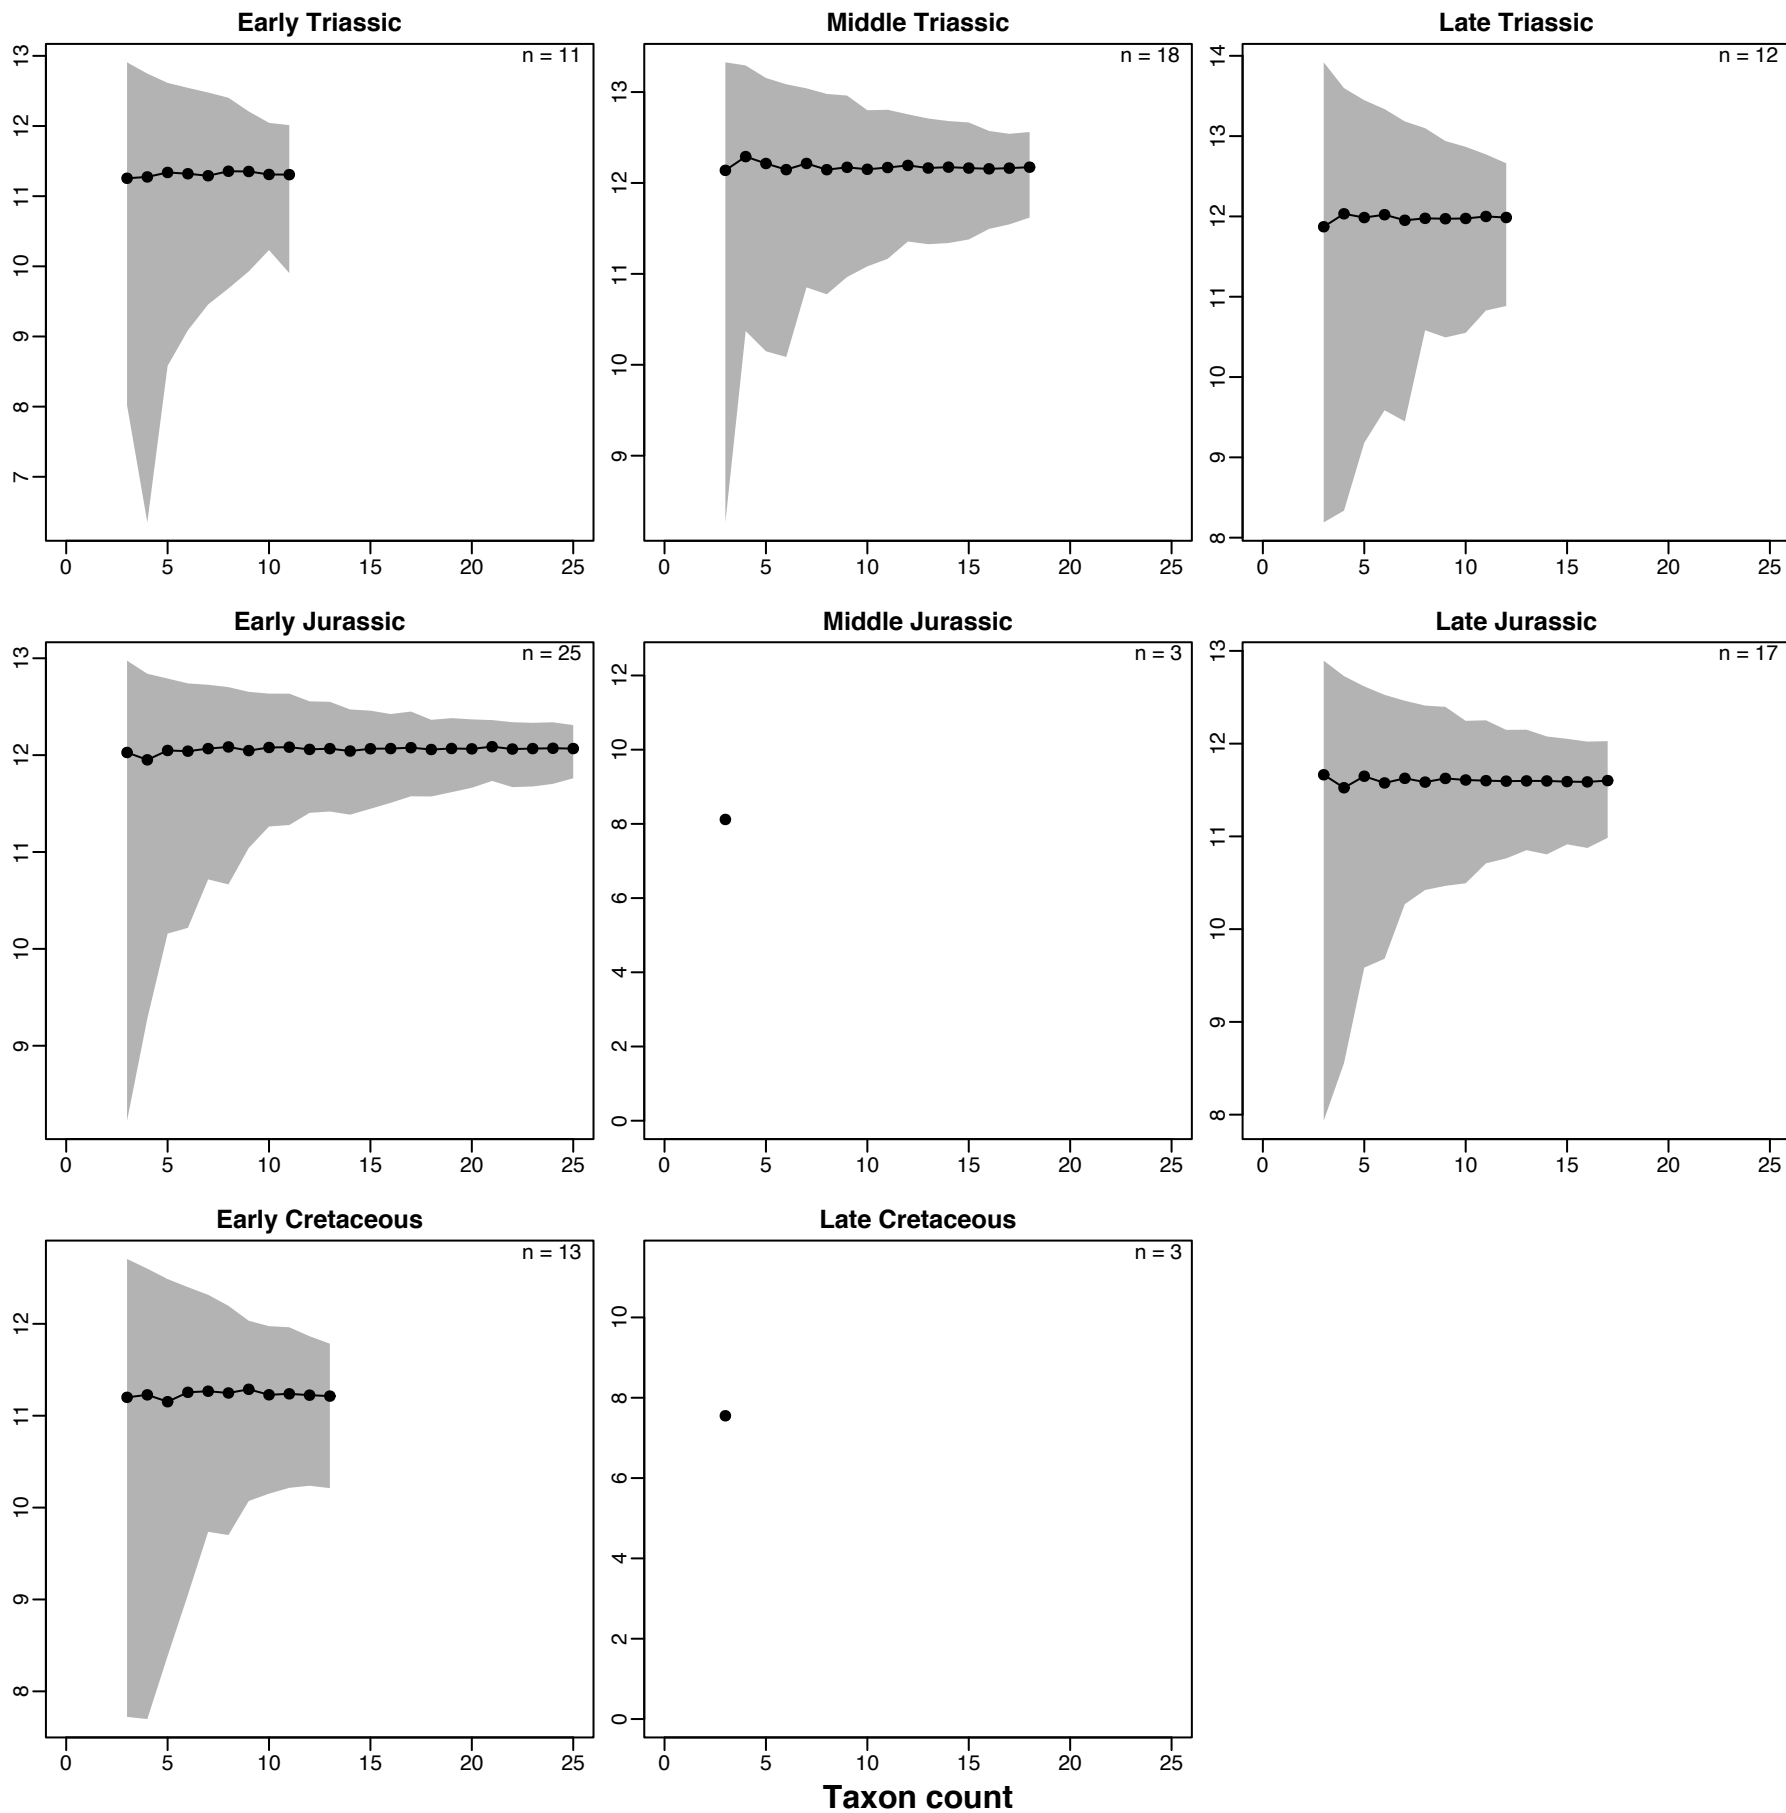 Early Triassic
n = 11
13
12
11
10
9
8
7
0 5 10 15 20 25
Middle Triassic
n = 18
13
12
11
10
9
0 5 10 15 20 25
Late Triassic
n = 12
14
13
12
11
10
9
8
0 5 10 15 20 25
Early Jurassic
n = 25
13
12
11
10
9
0 5 10 15 20 25
Middle Jurassic
n = 3
12
10
8
6
4
2
0
0 5 10 15 20 25
Late Jurassic
n = 17
13
12
11
10
9
8
0 5 10 15 20 25
Early Cretaceous
n = 13
12
11
10
9
8
0 5 10 15 20 25
Late Cretaceous
n = 3
10
8
6
4
2
0
0 5 10 15 20 25
Taxon count